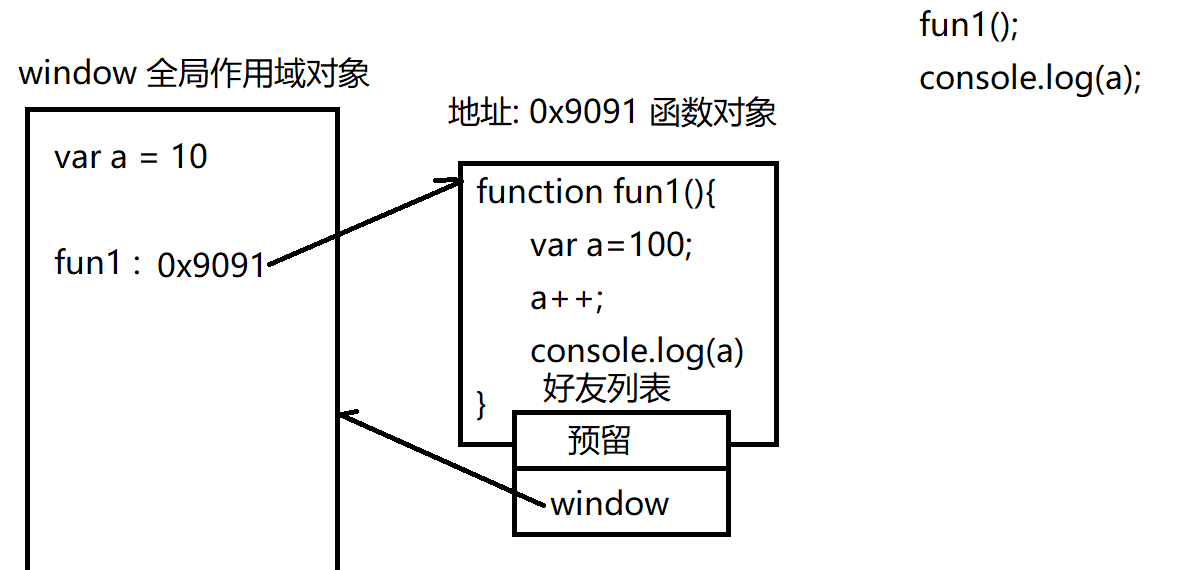 fun1();
console.log(a);
window 全局作用域对象
var a = 10
fun1 : 0x9091
地址: 0x9091 函数对象
function fun1(){
var a=100;
a++;
console.log(a)
好友列表
}
预留
window